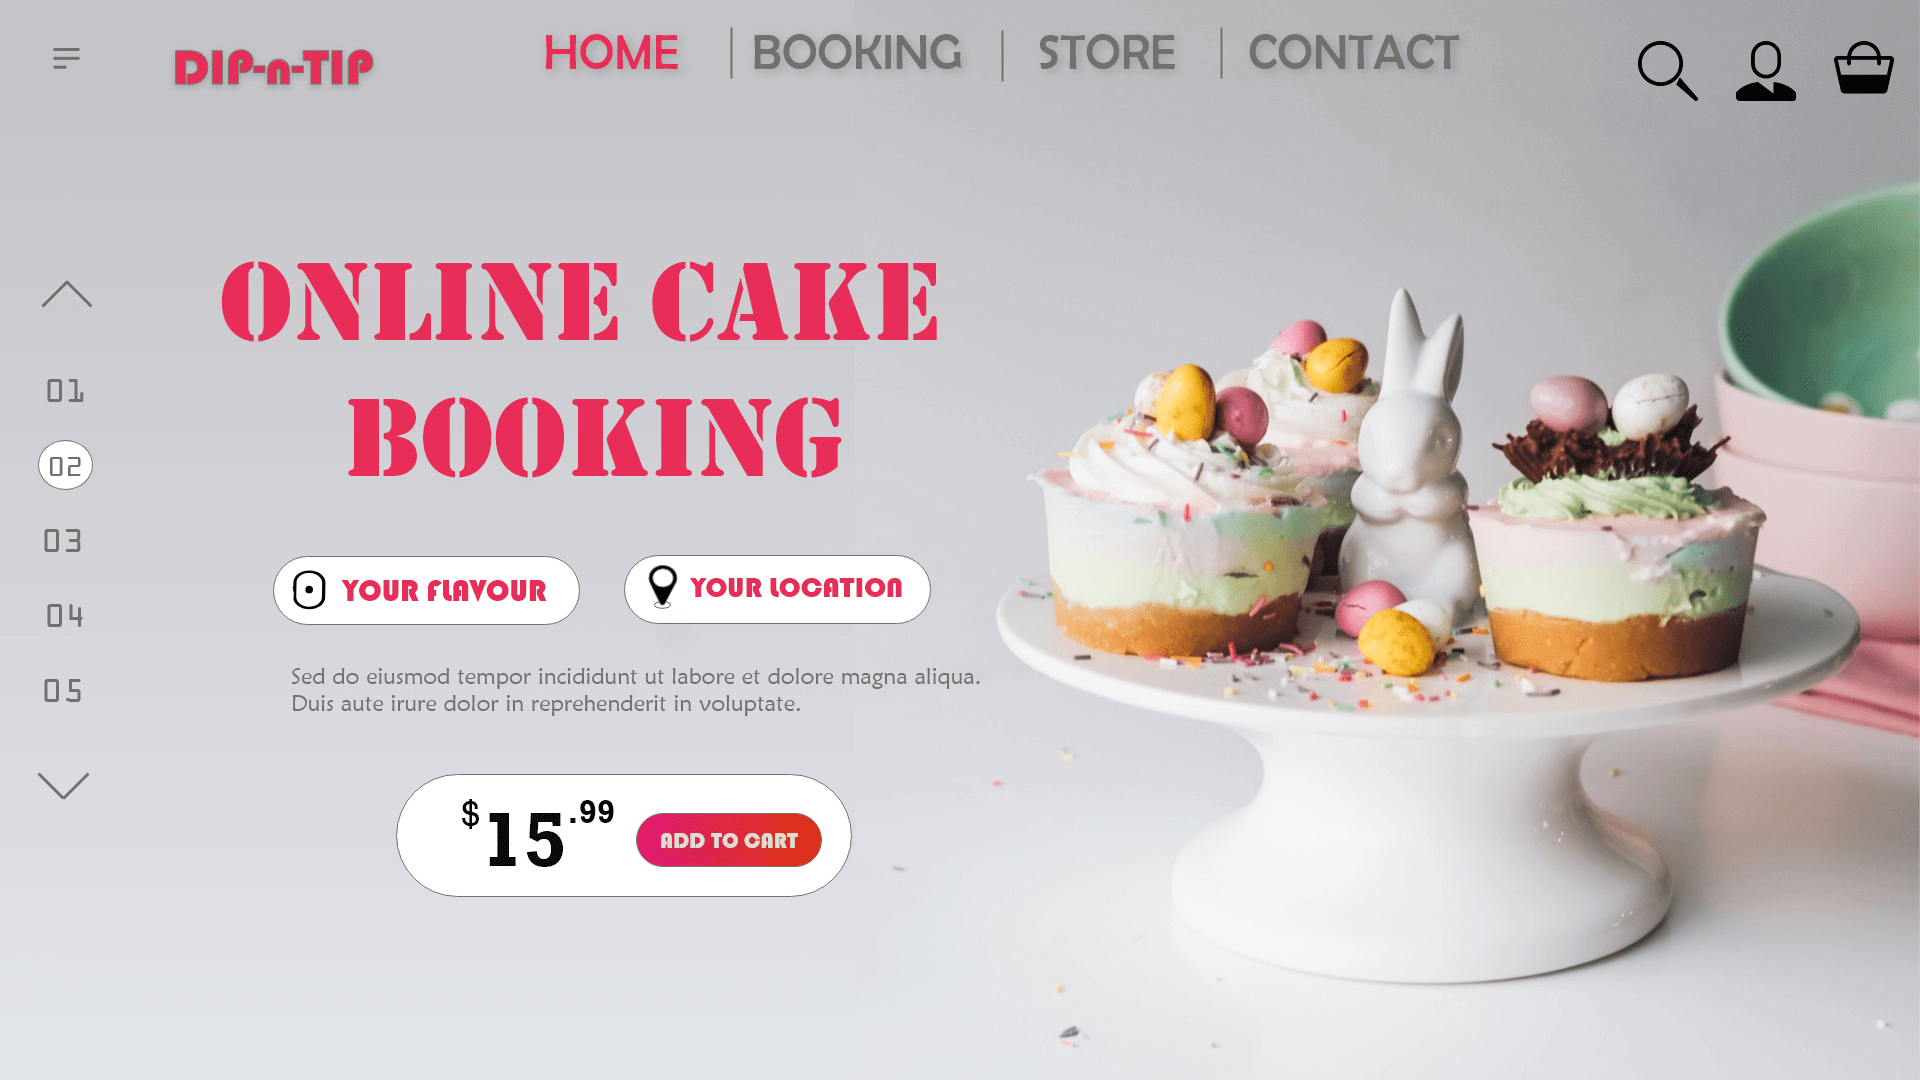 DIP-n-TIP
HOME
BOOKING
STORE
CONTACT
ONLINE CAKE
BOOKING
01
02
03
04
05
YOUR FLAVOUR
YOUR LOCATION
Sed do eiusmod tempor incididunt ut labore et dolore magna aliqua.
Duis aute irure dolor in reprehenderit in voluptate.
$15.99
ADD TO CART